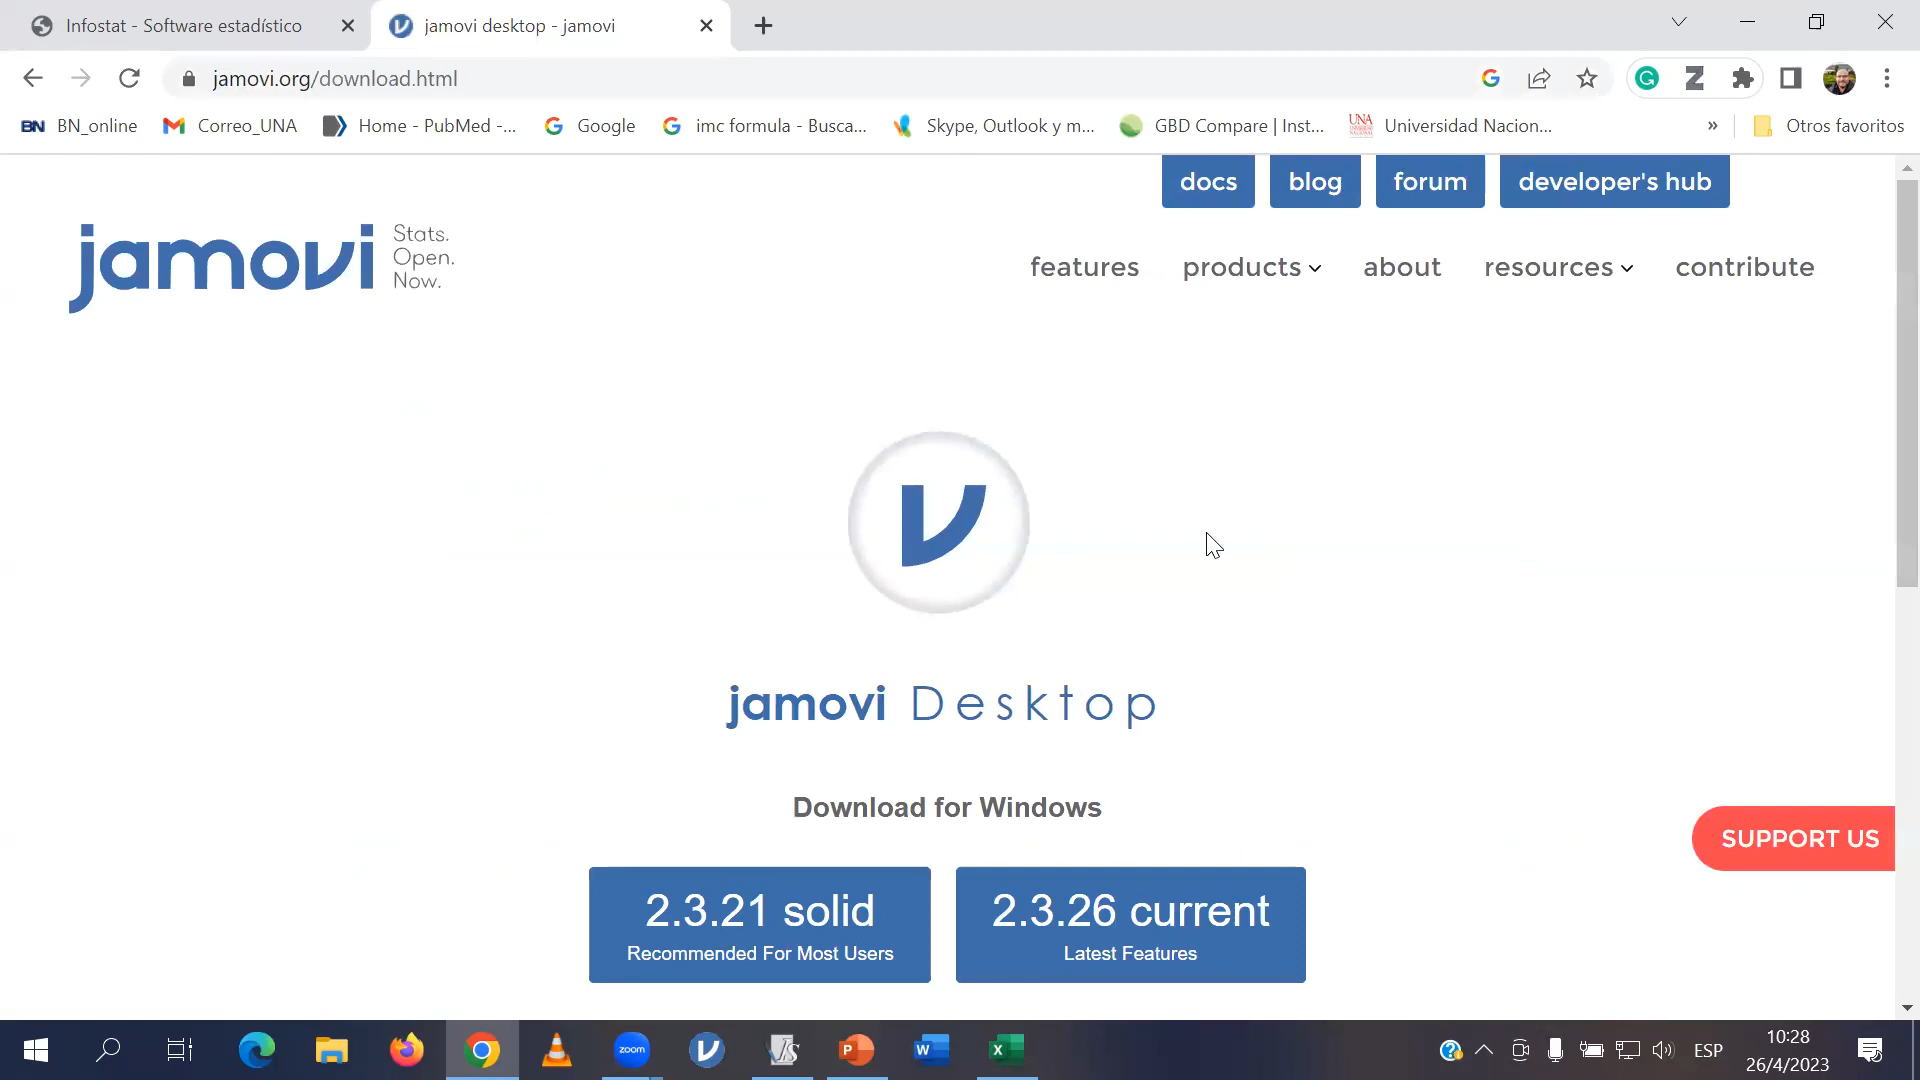 Infostat - Software estadístico
jamovi desktop - jamovi
jamovi.org/download.html
BN BN_online Correo_UNA Home - PubMed -... Google imc formula - Busca... Skype, Outlook y m... GBD Compare | Inst... UNA Universidad Nacion... » Otros favoritos
docs blog forum developer's hub
jamovi
Stats.
Open.
Now.
features products about resources contribute
jamovi Desktop
Download for Windows
SUPPORT US
2.3.21 solid
Recommended For Most Users
2.3.26 current
Latest Features
zoom
ESP
10:28
26/4/2023